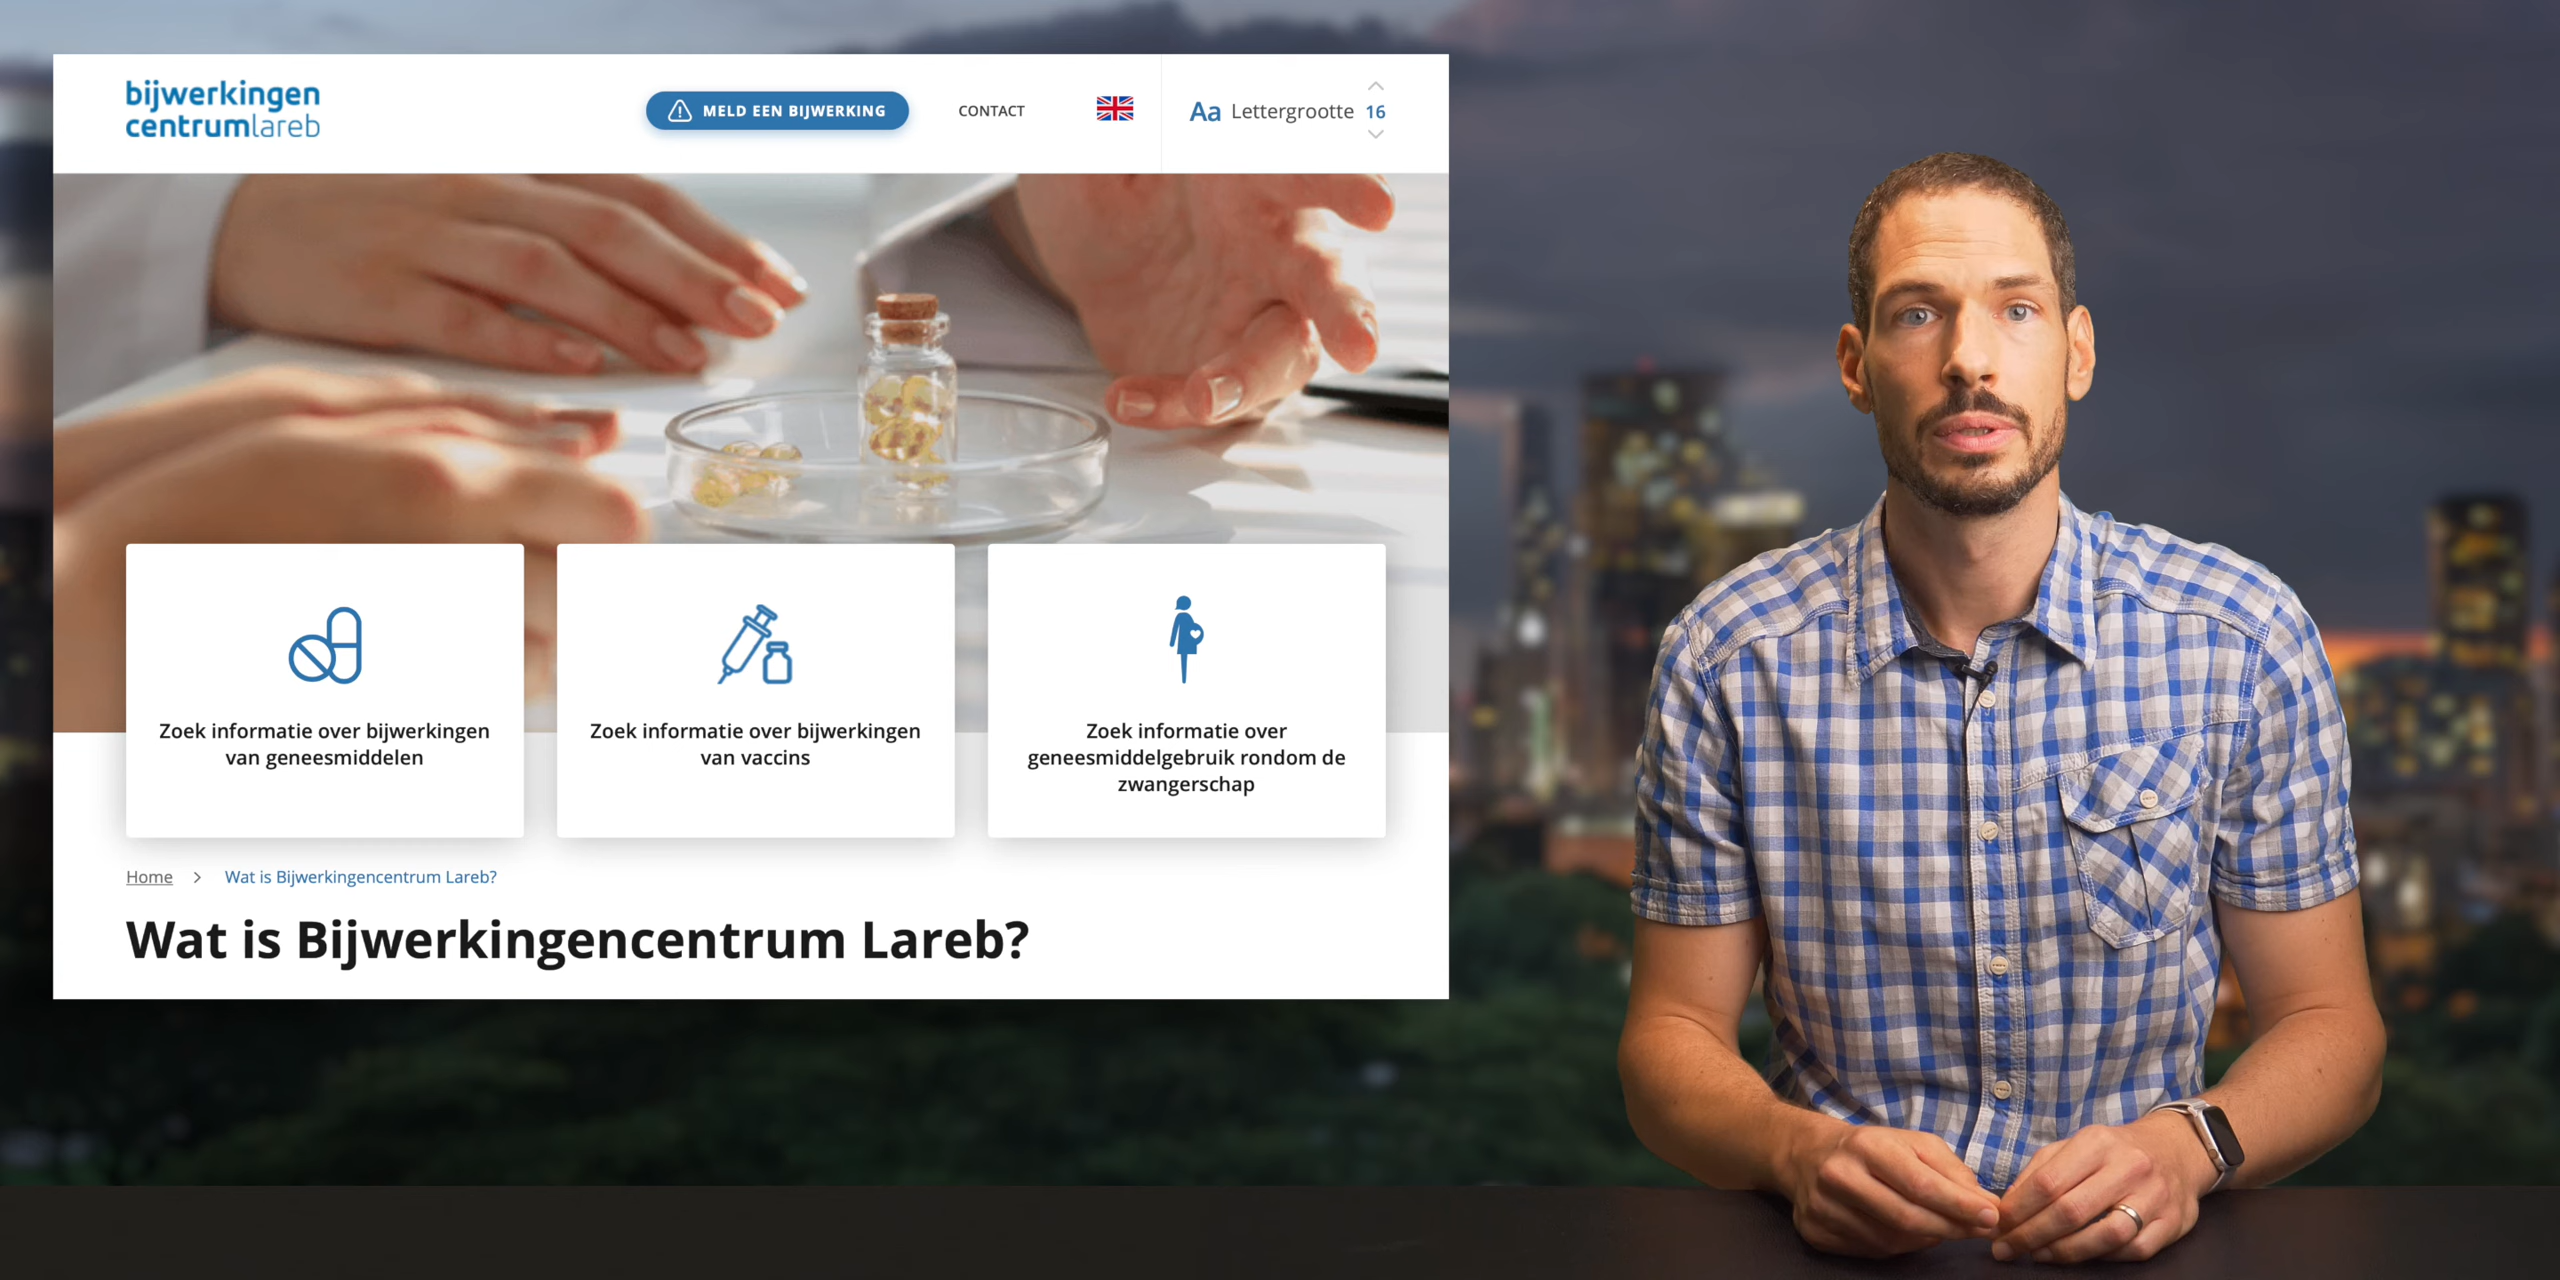 bijwerkingen
centrumlareb
MELD EEN BIJWERKING
CONTACT
Aa Lettergrootte 16
Zoek informatie over bijwerkingen
van geneesmiddelen
Zoek informatie over bijwerkingen
van vaccins
Zoek informatie over
geneesmiddelgebruik rondom de
zwangerschap
Home > Wat is Bijwerkingencentrum Lareb?
Wat is Bijwerkingencentrum Lareb?